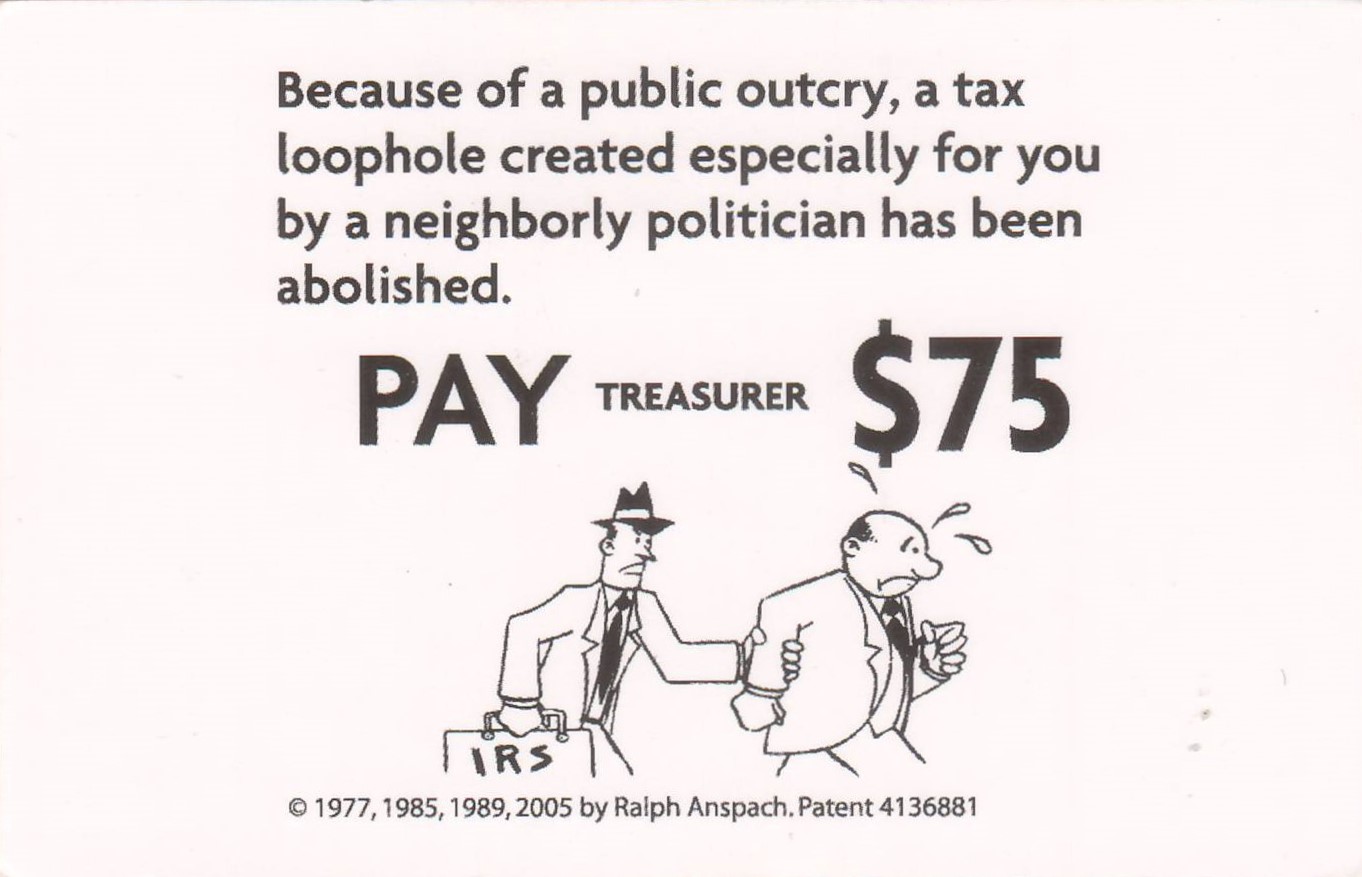 Because of a public outcry, a tax
loophole created especially for you
by a neighborly politician has been
abolished.
PAY TREASURER $75
IRS
© 1977, 1985, 1989, 2005 by Ralph Anspach. Patent 4136881